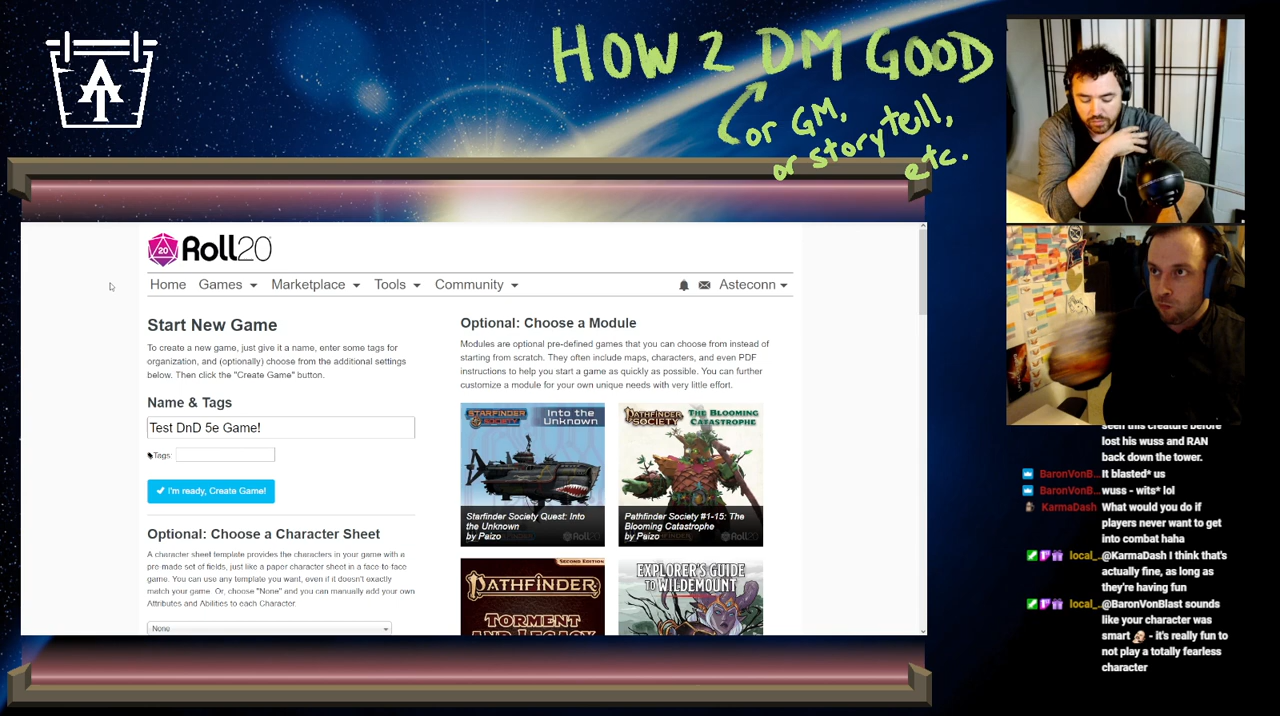 HOW 2 DM GOOD
or GM,
or storytell,
etc.
AT
20 Roll20
Home Games Marketplace Tools Community Asteconn
Start New Game
To create a new game, just give it a name, enter some tags for
organization, and (optionally) choose from the additional settings
below. Then click the "Create Game" button.
Name & Tags
Test DnD 5e Game!
Tags:
I'm ready, Create Game!
Optional: Choose a Character Sheet
A character sheet template provides the characters in your game with a
pre-made set of fields, just like a paper character sheet in a face to face
game. You can use any template you want, even if it doesn't exactly
match your game. Or, choose "None" and you can manually add your own
Attributes and Abilities to each Character.
None
Optional: Choose a Module
Modules are optional pre-defined games that you can choose from instead of
starting from scratch. They often include maps, characters, and even PDF
instructions to help you start a game as quickly as possible. You can further
customize a module for your own unique needs with very little effort.
STARFINDER SOCIETY Into the
Unknown
Starfinder Society Quest: Into
the Unknown
by Paizo
Roll20
PATHFINDER SOCIETY THE BLOOMING
CATASTROPHE
Pathfinder Society #1-15: The
Blooming Catastrophe
by Paizo
Roll20
SECOND EDITION
PATHFINDER
TORMENT
AND LEGACY
EXPLORER'S GUIDE
TO WILDEMOUNT
seen this creature before
lost his wuss and RAN
back down the tower.
BaronVonB... It blasted* us
BaronVonB... wuss - wits* lol
KarmaDash What would you do if
players never want to get
into combat haha
local_... @KarmaDash I think that's
actually fine, as long as
they're having fun
local_... @BaronVonBlast sounds
like your character was
smart - it's really fun to
not play a totally fearless
character